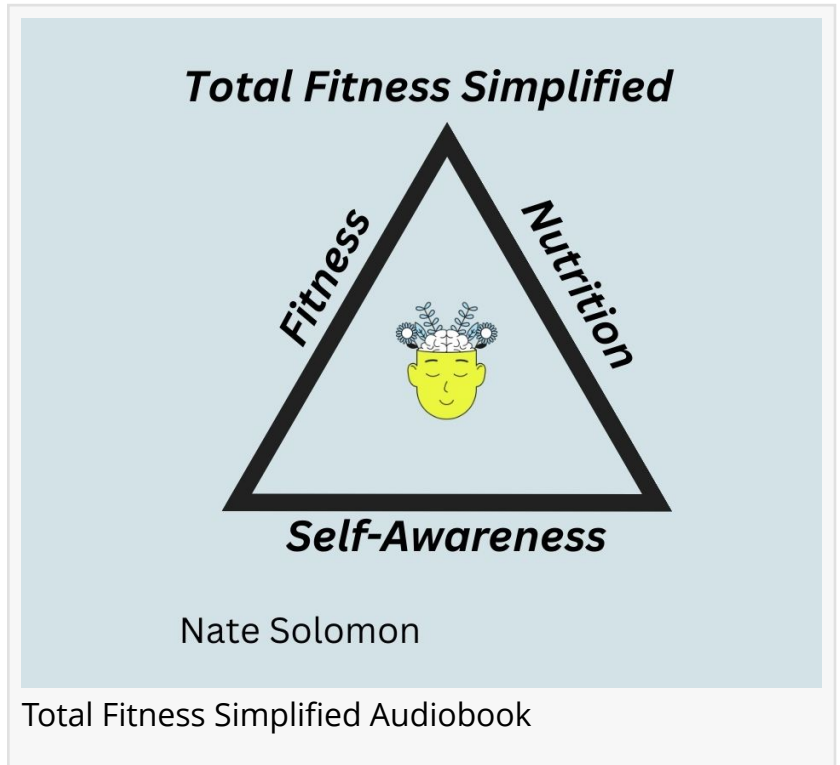 Total Fitness Simplified
Fitness
Nutrition
Self-Awareness
Nate Solomon
Total Fitness Simplified Audiobook